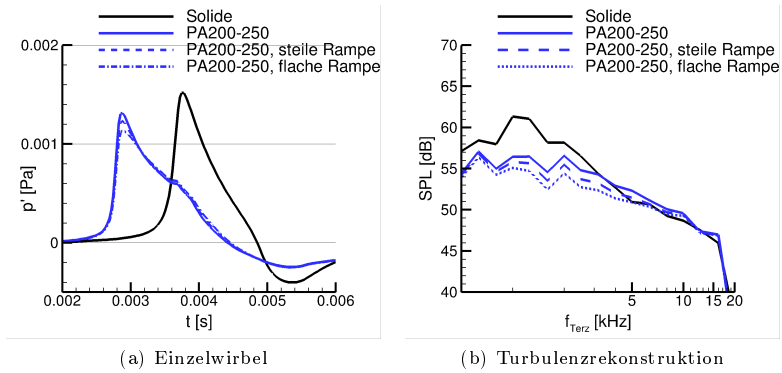 Solide
PA200-250
PA200-250, steile Rampe
PA200-250, flache Rampe
0.002
0.001
0
p' [Pa]
0.002 0.003 0.004 0.005 0.006
t [s]
(a) Einzelwirbel
Solide
PA200-250
PA200-250, steile Rampe
PA200-250, flache Rampe
70
65
60
55
50
45
40
SPL [dB]
5 10 15 20
f_Terz [kHz]
(b) Turbulenzrekonstruktion